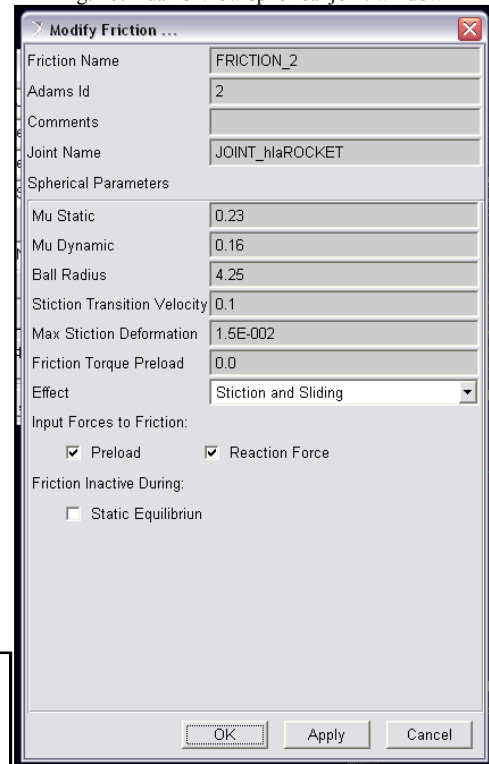 Modify Friction ...
Friction Name FRICTION_2
Adams Id 2
Comments
Joint Name JOINT_hlaROCKET
Spherical Parameters
Mu Static 0.23
Mu Dynamic 0.16
Ball Radius 4.25
Stiction Transition Velocity 0.1
Max Stiction Deformation 1.5E-002
Friction Torque Preload 0.0
Effect Stiction and Sliding
Input Forces to Friction:
Preload Reaction Force
Friction Inactive During:
Static Equilibriun
OK Apply Cancel